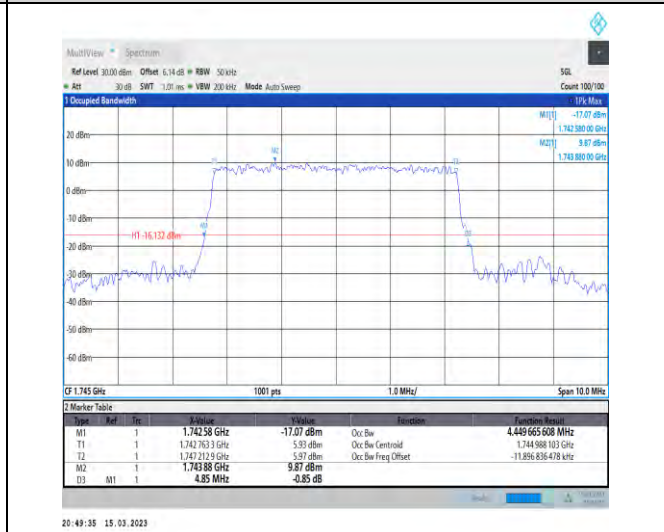 MultiView Spectrum
Ref Level 30.00 dBm Offset 6.14 dB RBW 50 kHz SGL
Att 30 dB SWT 1.01 ms VBW 200 kHz Mode Auto Sweep Count 100/100
1 Occupied Bandwidth 1Pk Max
M1[1] -17.07 dBm
1.742 580 00 GHz
M2[1] 9.87 dBm
1.743 880 00 GHz
20 dBm
10 dBm
0 dBm
-10 dBm
-20 dBm
-30 dBm
-40 dBm
-50 dBm
-60 dBm
M2
T1
H1 -16.132 dBm
CF 1.745 GHz 1001 pts 1.0 MHz/ Span 10.0 MHz
2 Marker Table
Type Ref Trc X-Value Y-Value Function Function Result
M1 1 1.742 58 GHz -17.07 dBm Occ Bw 4.449 665 608 MHz
T1 1 1.742 763 3 GHz 5.93 dBm Occ Bw Centroid 1.744 988 103 GHz
T2 1 1.747 212 9 GHz 5.97 dBm Occ Bw Freq Offset -11.896 836 478 kHz
M2 1 1.743 88 GHz 9.87 dBm
D3 M1 1 4.85 MHz -0.85 dB
20:49:35 15.03.2023